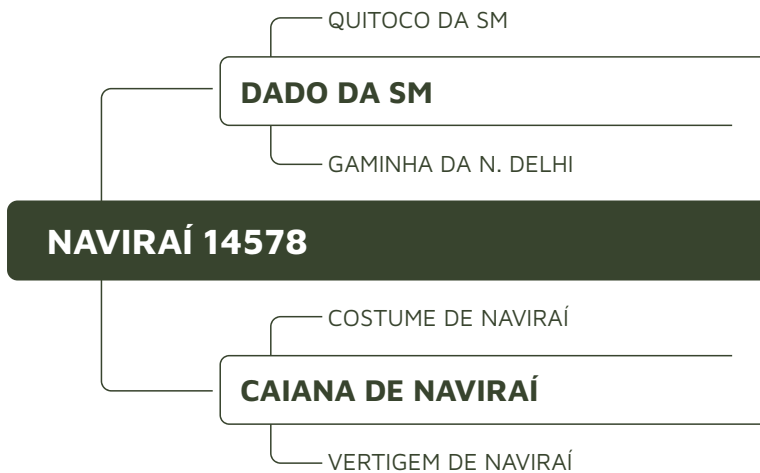 QUITOCO DA SM
DADO DA SM
GAMINHA DA N. DELHI
NAVIRAÍ 14578
COSTUME DE NAVIRAÍ
CAIANA DE NAVIRAÍ
VERTIGEM DE NAVIRAÍ